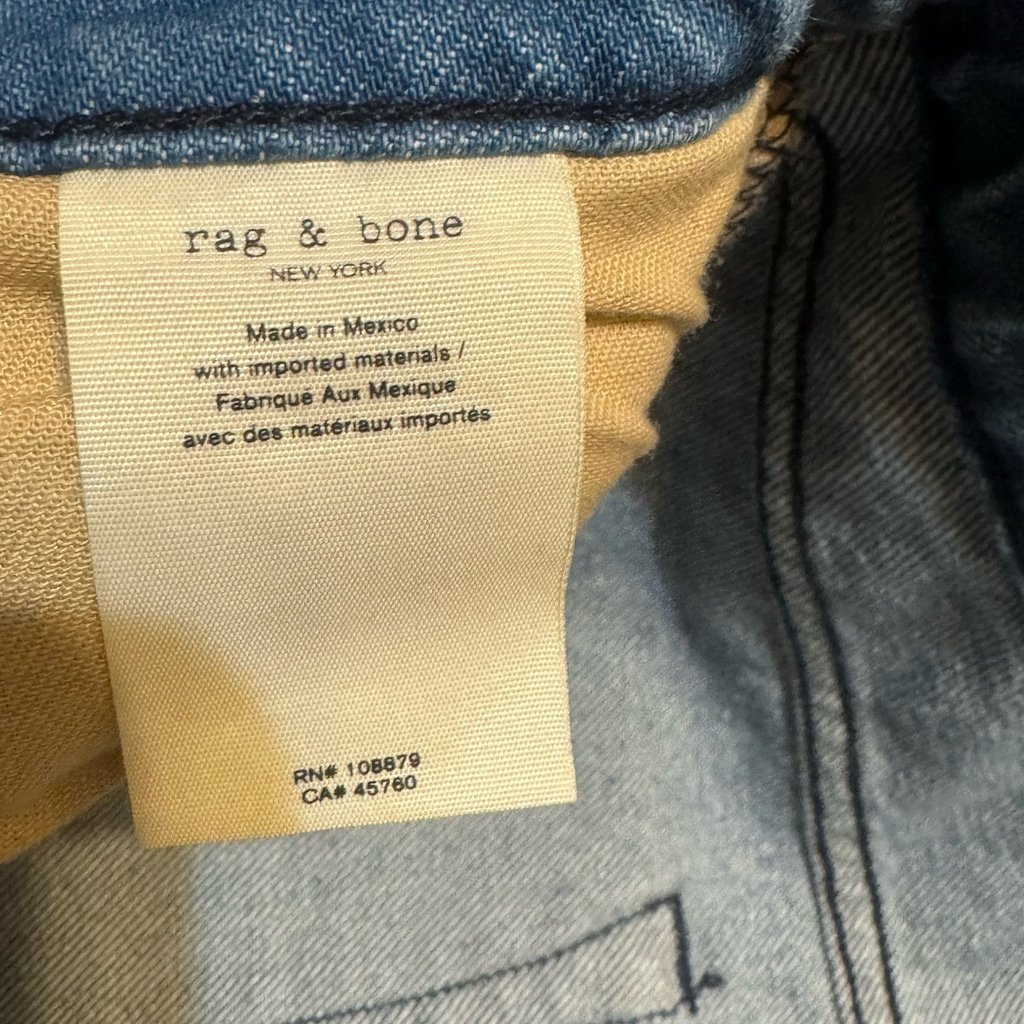 rag & bone
NEW YORK
Made in Mexico
with imported materials /
Fabriqué Aux Mexique
avec des matériaux importés
RN# 108879
CA# 45760